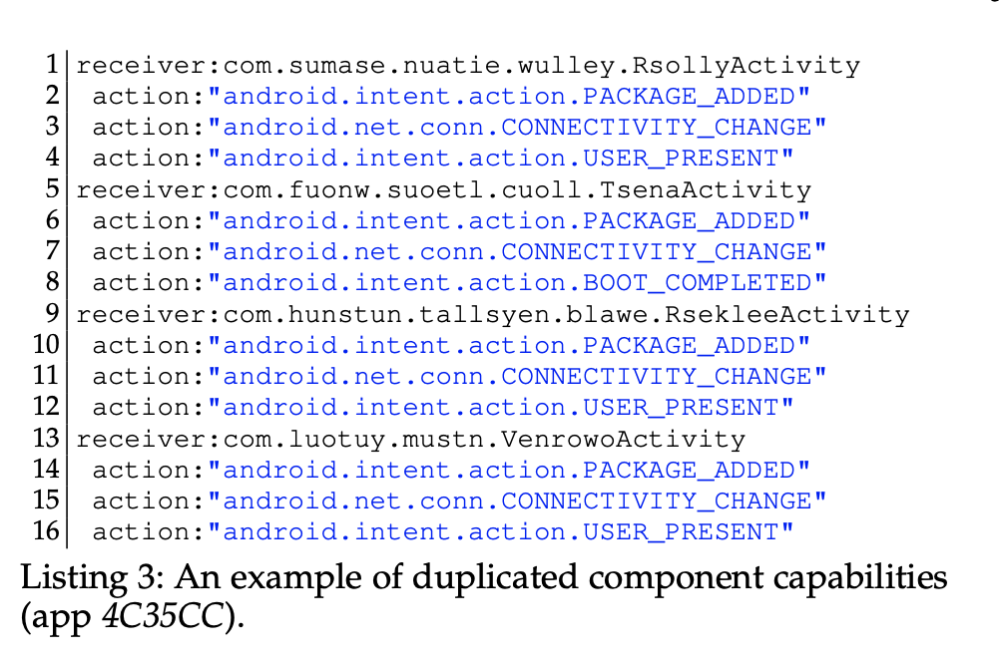 1 receiver:com.sumase.nuatie.wulley.RsollyActivity
2 action:"android.intent.action.PACKAGE_ADDED"
3 action:"android.net.conn.CONNECTIVITY_CHANGE"
4 action:"android.intent.action.USER_PRESENT"
5 receiver:com.fuonw.suoetl.cuoll.TsenaActivity
6 action:"android.intent.action.PACKAGE_ADDED"
7 action:"android.net.conn.CONNECTIVITY_CHANGE"
8 action:"android.intent.action.BOOT_COMPLETED"
9 receiver:com.hunstun.tallsyen.blawe.RsekleeActivity
10 action:"android.intent.action.PACKAGE_ADDED"
11 action:"android.net.conn.CONNECTIVITY_CHANGE"
12 action:"android.intent.action.USER_PRESENT"
13 receiver:com.luotuy.mustn.VenrowoActivity
14 action:"android.intent.action.PACKAGE_ADDED"
15 action:"android.net.conn.CONNECTIVITY_CHANGE"
16 action:"android.intent.action.USER_PRESENT"
Listing 3: An example of duplicated component capabilities
(app 4C35CC).